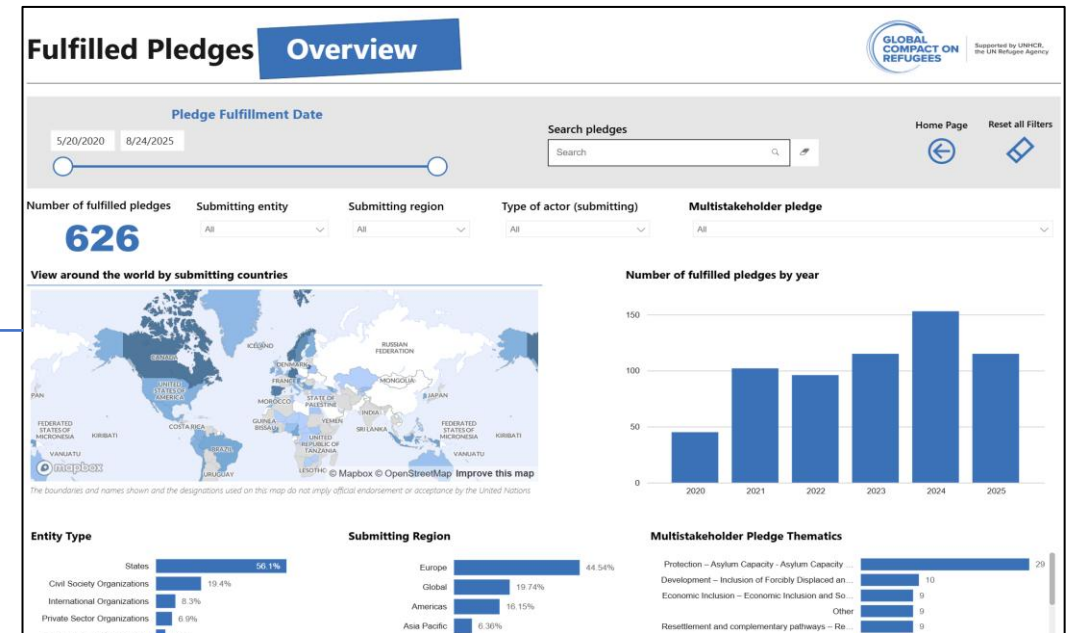 Fulfilled Pledges Overview
GLOBAL
COMPACT ON
REFUGEES
Supported by UNHCR,
the UN Refugee Agency
Pledge Fulfillment Date
5/20/2020 8/24/2025
Search pledges
Search
Home Page Reset all Filters
Number of fulfilled pledges
626
Submitting entity
All
Submitting region
All
Type of actor (submitting)
All
Multistakeholder pledge
All
View around the world by submitting countries
ICELAND
RUSSIAN
FEDERATION
CANADA
DENMARK
FRANCE
MONGOLIA
UNITED
STATES OF
AMERICA
PAN
MOROCCO
STATE OF
PALESTINE
JAPAN
INDIA
FEDERATED
STATES OF
MICRONESIA
KIRIBATI
COSTA RICA
GUINEA
BISSAU
YEMEN
SRI LANKA
FEDERATED
STATES OF
MICRONESIA
KIRIBATI
UNITED
REPUBLIC OF
TANZANIA
VANUATU
BRAZIL
VANUATU
URUGUAY
LESOTHO
mapbox
© Mapbox © OpenStreetMap Improve this map
The boundaries and names shown and the designations used on this map do not imply official endorsement or acceptance by the United Nations
Number of fulfilled pledges by year
150
100
50
0
2020 2021 2022 2023 2024 2025
Entity Type
States 56.1%
Civil Society Organizations 19.4%
International Organizations 8.3%
Private Sector Organizations 6.9%
Submitting Region
Europe 44.54%
Global 19.74%
Americas 16.15%
Asia Pacific 6.36%
Multistakeholder Pledge Thematics
Protection – Asylum Capacity - Asylum Capacity ... 29
Development – Inclusion of Forcibly Displaced an... 10
Economic Inclusion – Economic Inclusion and So... 9
Other 9
Resettlement and complementary pathways – Re... 9